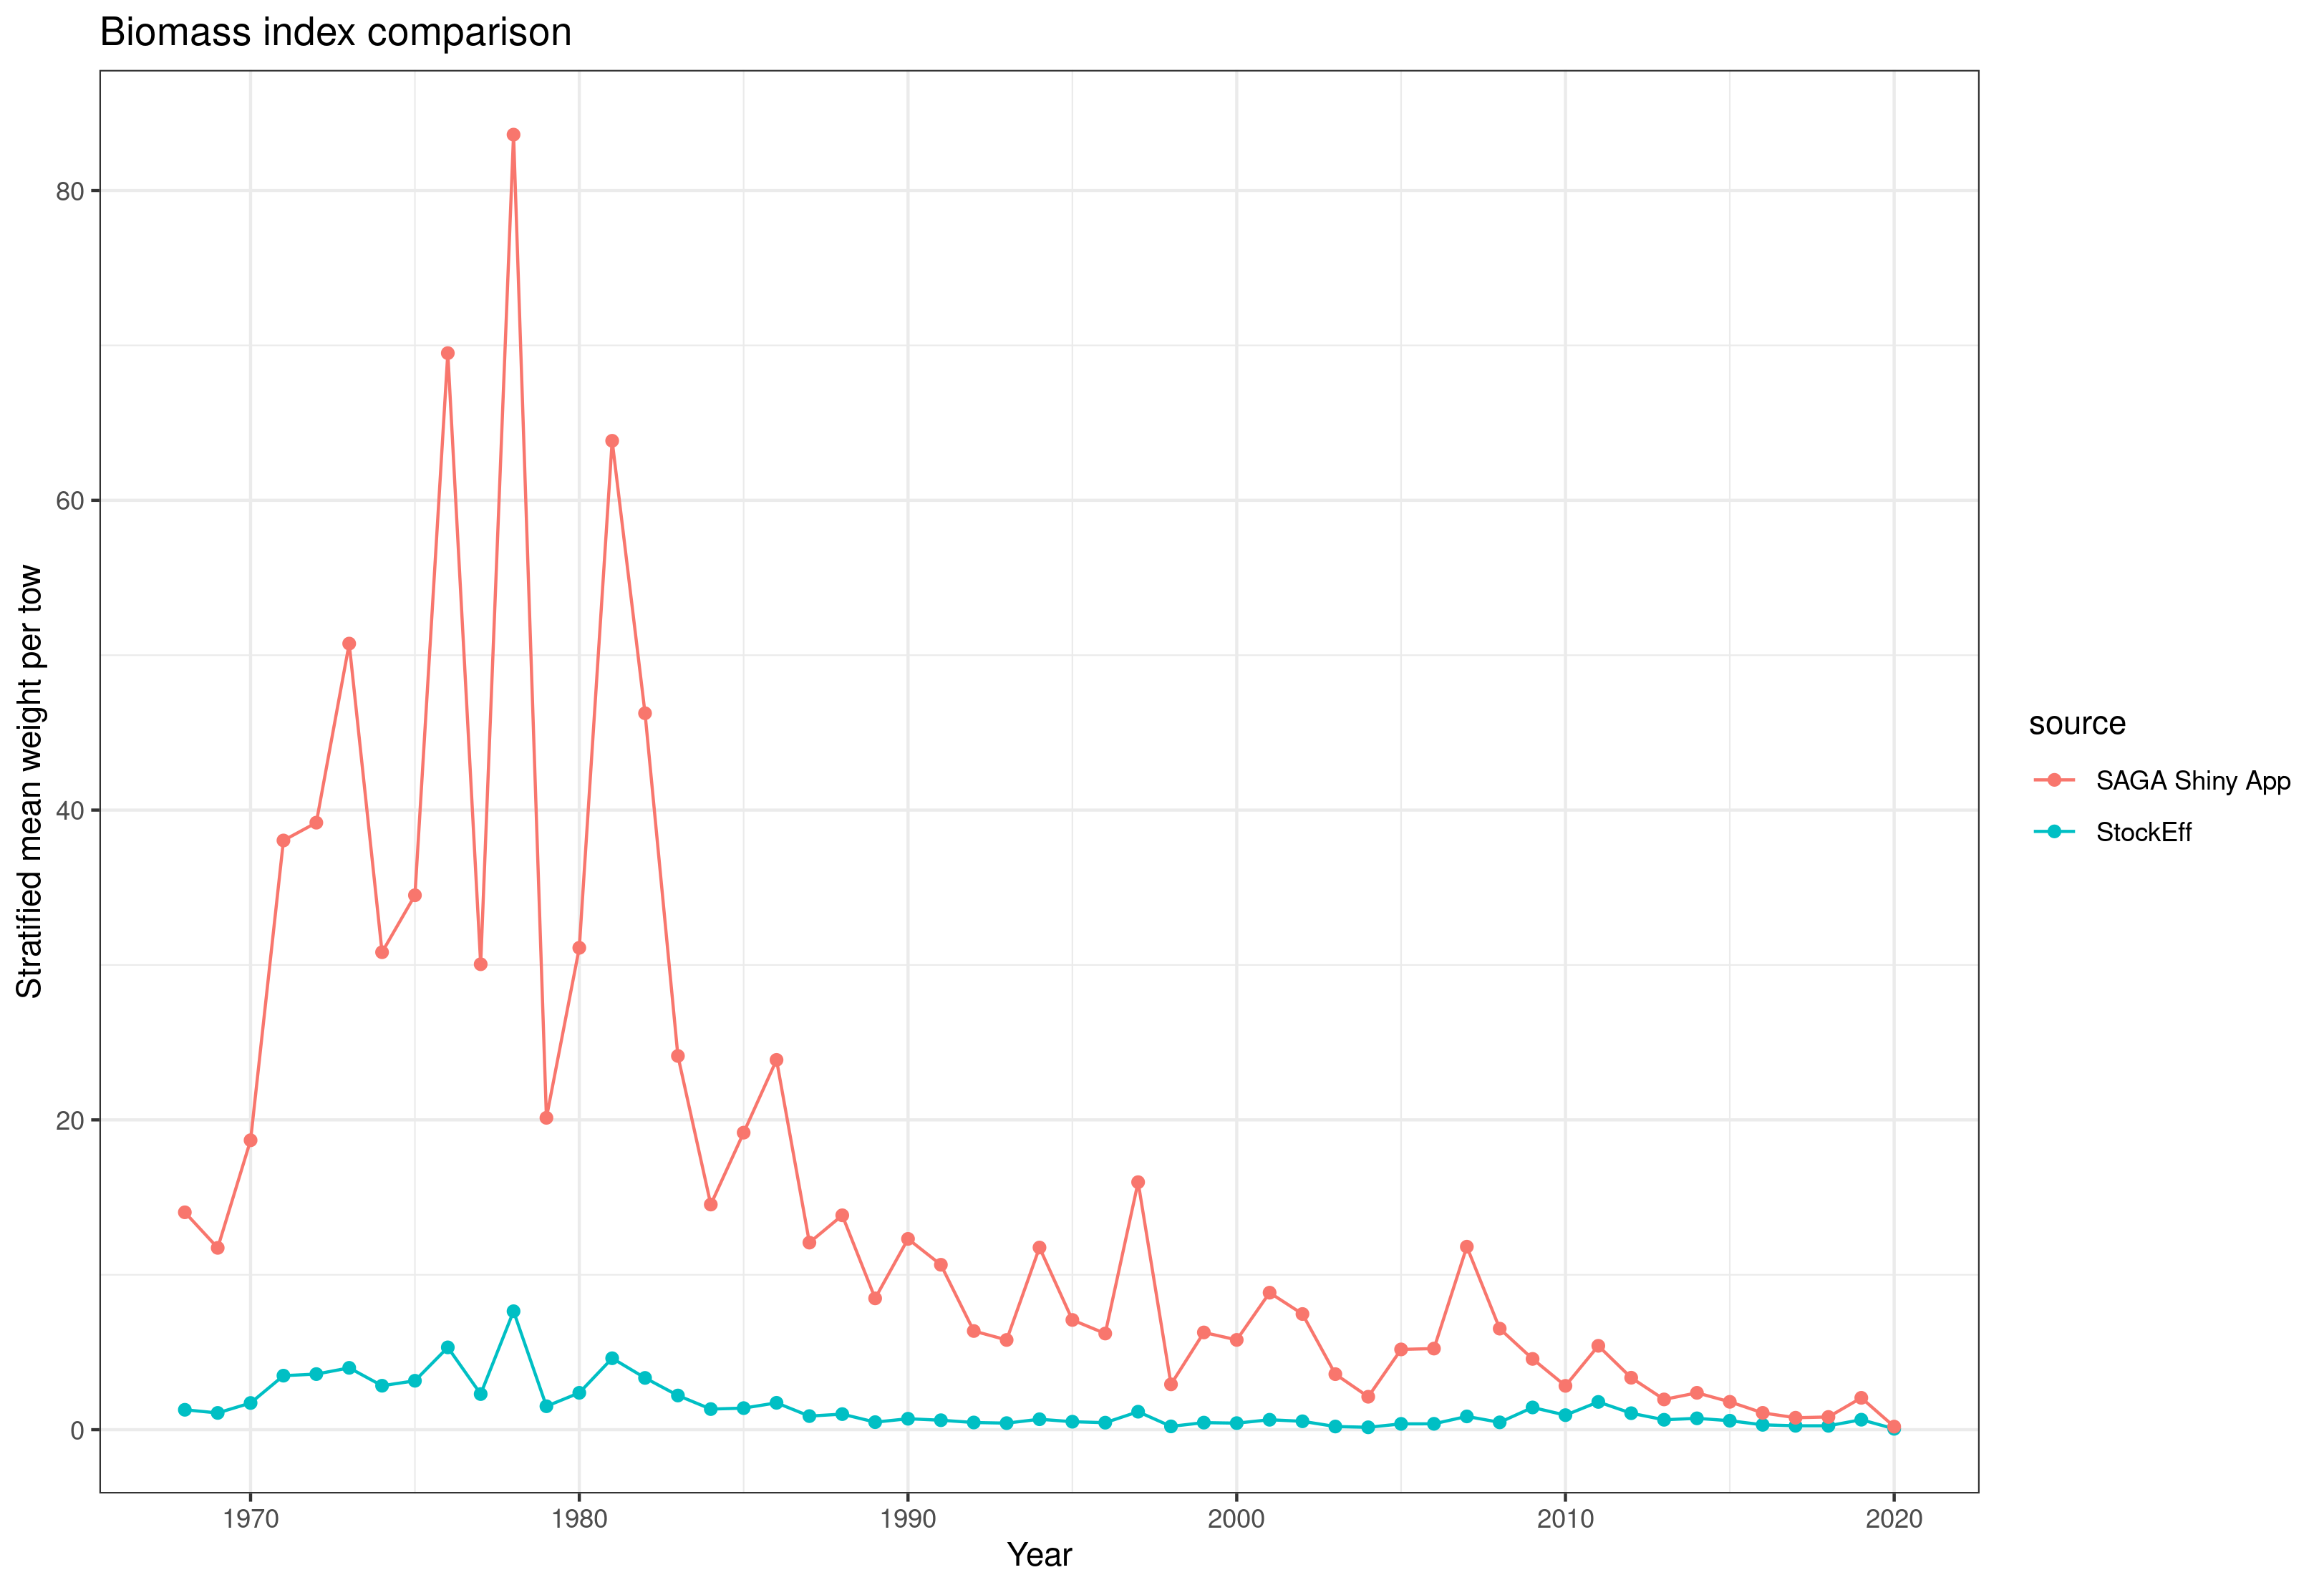 Biomass index comparison
Stratified mean weight per tow
80
60
40
20
0
1970 1980 1990 2000 2010 2020
Year
source
SAGA Shiny App
StockEff